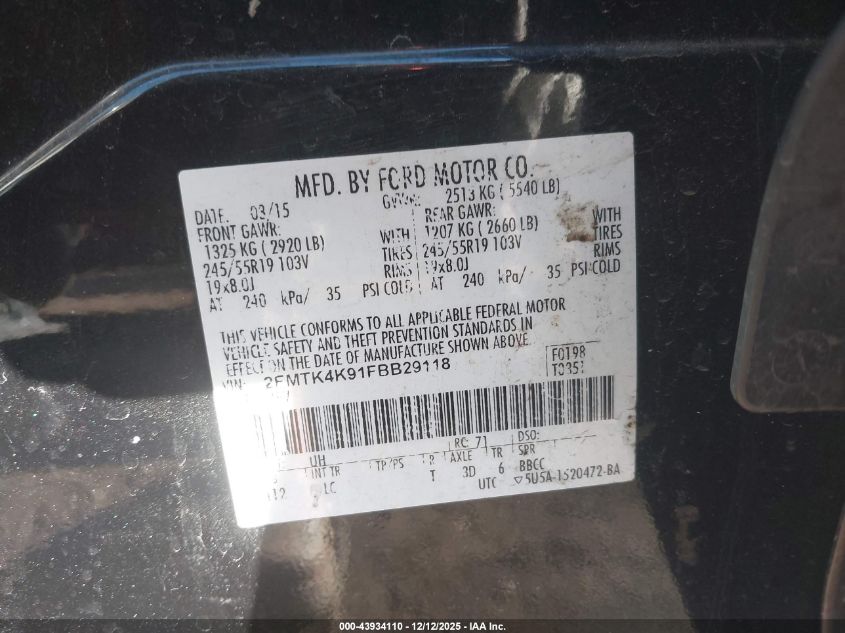 MFD. BY FORD MOTOR CO.
DATE: 03/15 GVWR: 2513 KG ( 5540 LB)
FRONT GAWR: REAR GAWR:
1325 KG ( 2920 LB) WITH 1207 KG ( 2660 LB) WITH
245/55R19 103V TIRES 245/55R19 103V TIRES
19x8.0J RIMS 19x8.0J RIMS
AT 240 kPa/ 35 PSI COLD AT 240 kPa/ 35 PSI COLD
THIS VEHICLE CONFORMS TO ALL APPLICABLE FEDERAL MOTOR
VEHICLE SAFETY AND THEFT PREVENTION STANDARDS IN
EFFECT ON THE DATE OF MANUFACTURE SHOWN ABOVE.
VIN: 2FMTK4K91FBB29118 F0198
T0351
UH RC: 71 DSO:
INT TR TP/PS R AXLE TR SPR
LC T 3D 6 BBCC
UTC ▽5U5A-1520472-BA
000-43934110 - 12/12/2025 - IAA Inc.